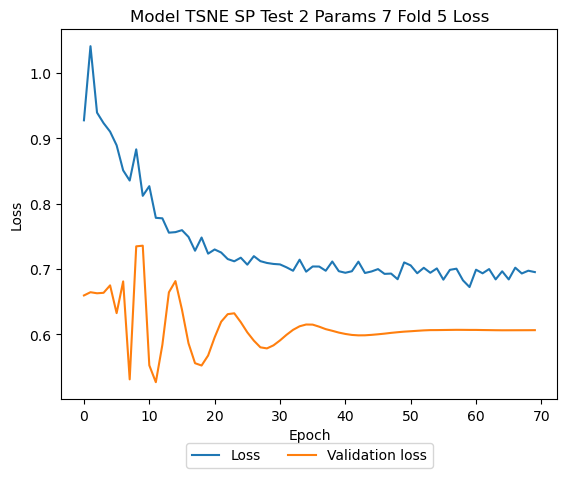 Model TSNE SP Test 2 Params 7 Fold 5 Loss
1.0
0.9
0.8
0.7
0.6
Loss
0 10 20 30 40 50 60 70
Epoch
Loss Validation loss